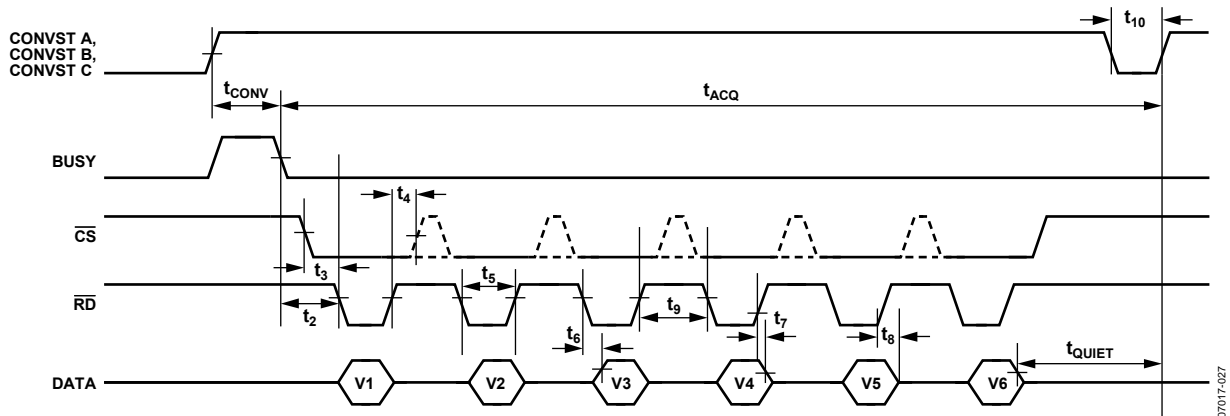 CONVST A,
CONVST B,
CONVST C
t10
tCONV
tACQ
BUSY
t4
CS
t3
t5
RD
t2
t9
t7
t6
t8
tQUIET
DATA
V1
V2
V3
V4
V5
V6
07017-027